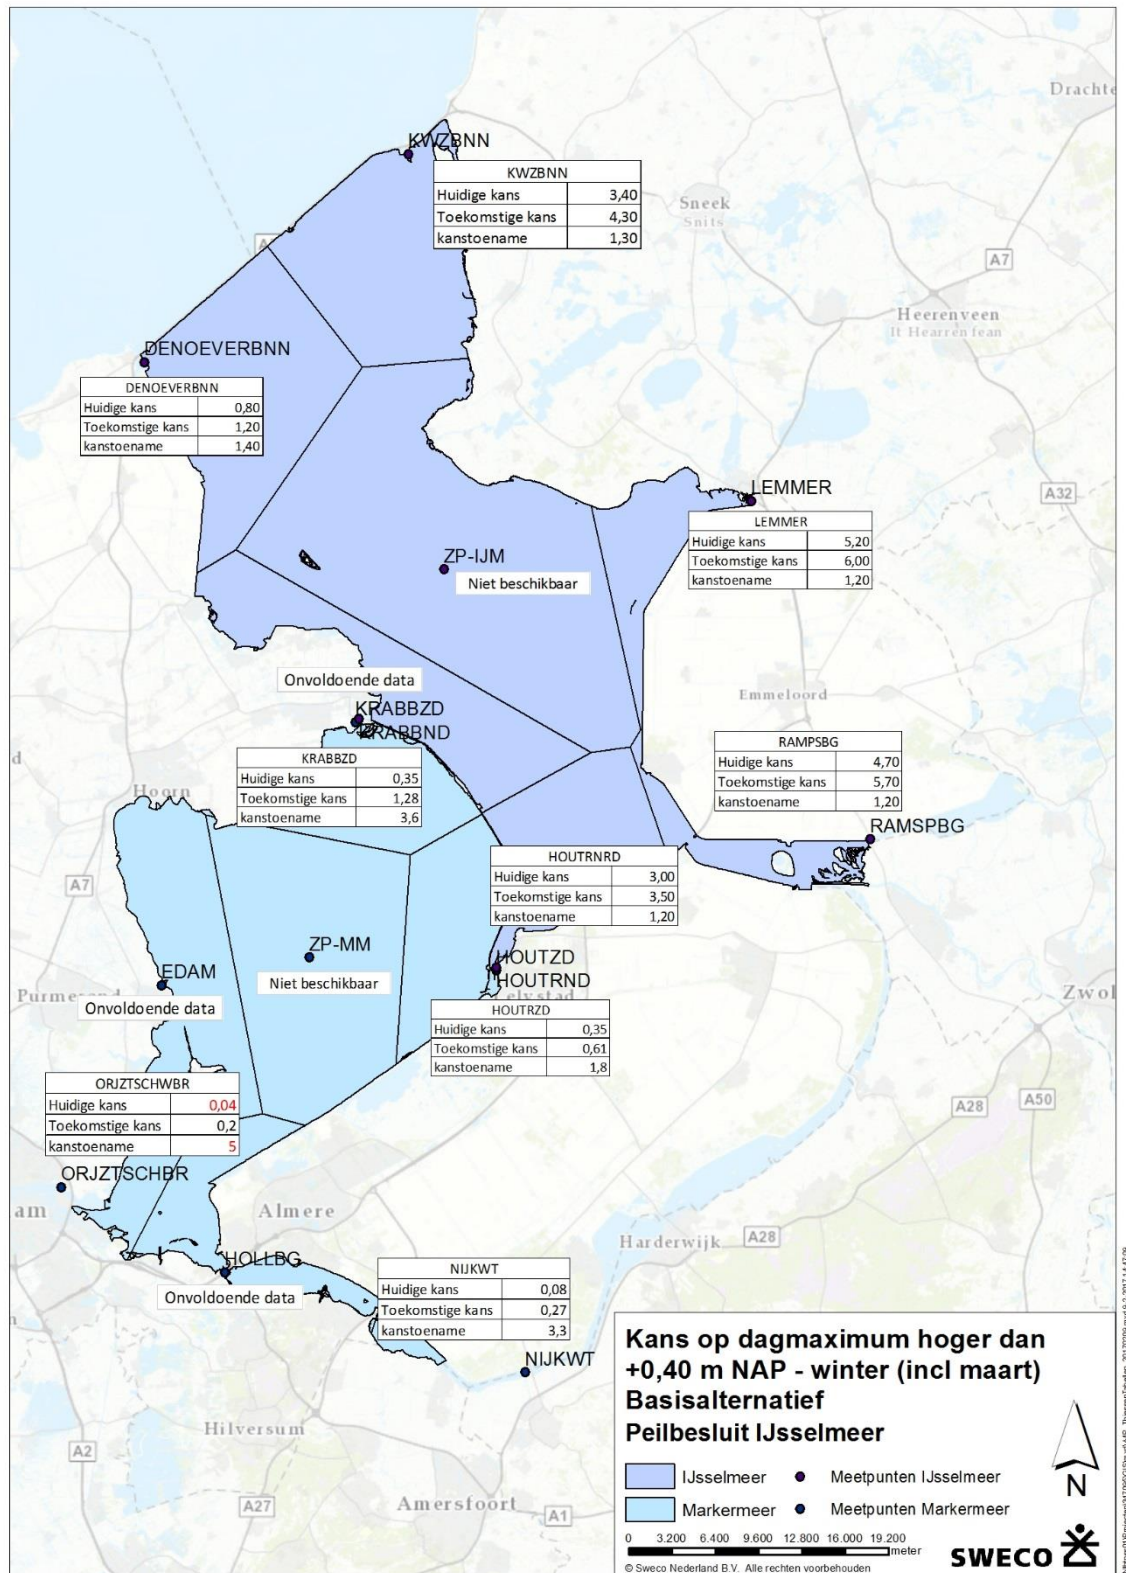 Drachte
KWZBNN
KWZBNN
Huidige kans 3,40
Toekomstige kans 4,30
kanstoename 1,30
Sneek
Snits
A7
Heerenveen
It Hearrenfean
DENOEVERBNN
DENOEVERBNN
Huidige kans 0,80
Toekomstige kans 1,20
kanstoename 1,40
LEMMER
A32
LEMMER
Huidige kans 5,20
Toekomstige kans 6,00
kanstoename 1,20
ZP-IJM
Niet beschikbaar
Onvoldoende data
Emmeloord
KRABBZD
KRABBND
KRABBZD
Huidige kans 0,35
Toekomstige kans 1,28
kanstoename 3,6
RAMPSBG
Huidige kans 4,70
Toekomstige kans 5,70
kanstoename 1,20
d
Hoorn
RAMSPBG
HOUTRNRD
Huidige kans 3,00
Toekomstige kans 3,50
kanstoename 1,20
A7
ZP-MM
Niet beschikbaar
HOUTZD
HOUTRND
Lelystad
EDAM
Purmerend
Onvoldoende data
Zwol
HOUTRZD
Huidige kans 0,35
Toekomstige kans 0,61
kanstoename 1,8
ORJZTSCHWBR
Huidige kans 0,04
Toekomstige kans 0,2
kanstoename 5
A28
A50
ORJZTSCHBR
am
Almere
Harderwijk
A28
HOLLBG
Onvoldoende data
NIJKWT
Huidige kans 0,08
Toekomstige kans 0,27
kanstoename 3,3
NIJKWT
Hilversum
A2
A27
Amersfoort
A1
Kans op dagmaximum hoger dan
+0,40 m NAP - winter (incl maart)
Basisalternatief
Peilbesluit IJsselmeer
IJsselmeer Meetpunten IJsselmeer
Markermeer Meetpunten Markermeer
N
0 3.200 6.400 9.600 12.800 16.000 19.200
meter
© Sweco Nederland B.V. Alle rechten voorbehouden
SWECO